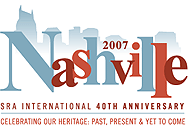 2007
Nashville
SRA INTERNATIONAL 40TH ANNIVERSARY
CELEBRATING OUR HERITAGE: PAST, PRESENT & YET TO COME